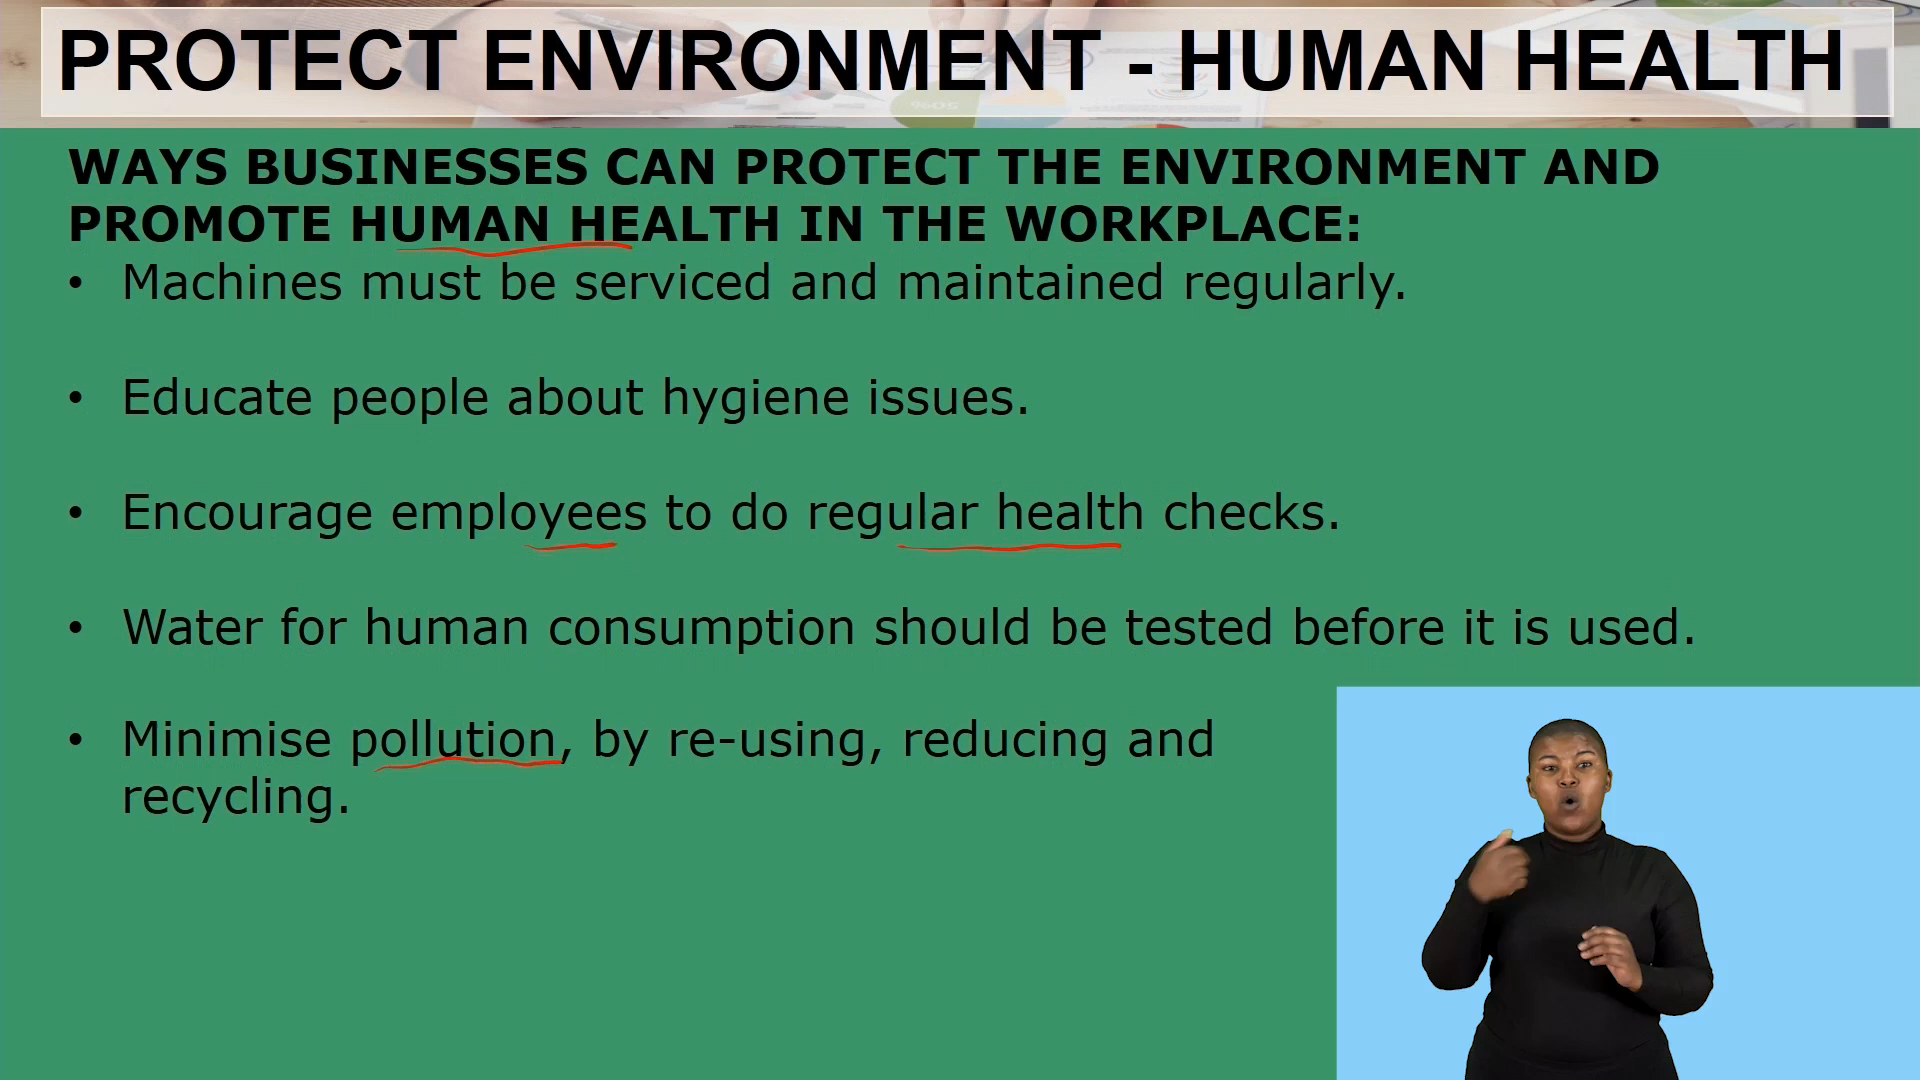 PROTECT ENVIRONMENT - HUMAN HEALTH
WAYS BUSINESSES CAN PROTECT THE ENVIRONMENT AND
PROMOTE HUMAN HEALTH IN THE WORKPLACE:
• Machines must be serviced and maintained regularly.
• Educate people about hygiene issues.
• Encourage employees to do regular health checks.
• Water for human consumption should be tested before it is used.
• Minimise pollution, by re-using, reducing and
recycling.